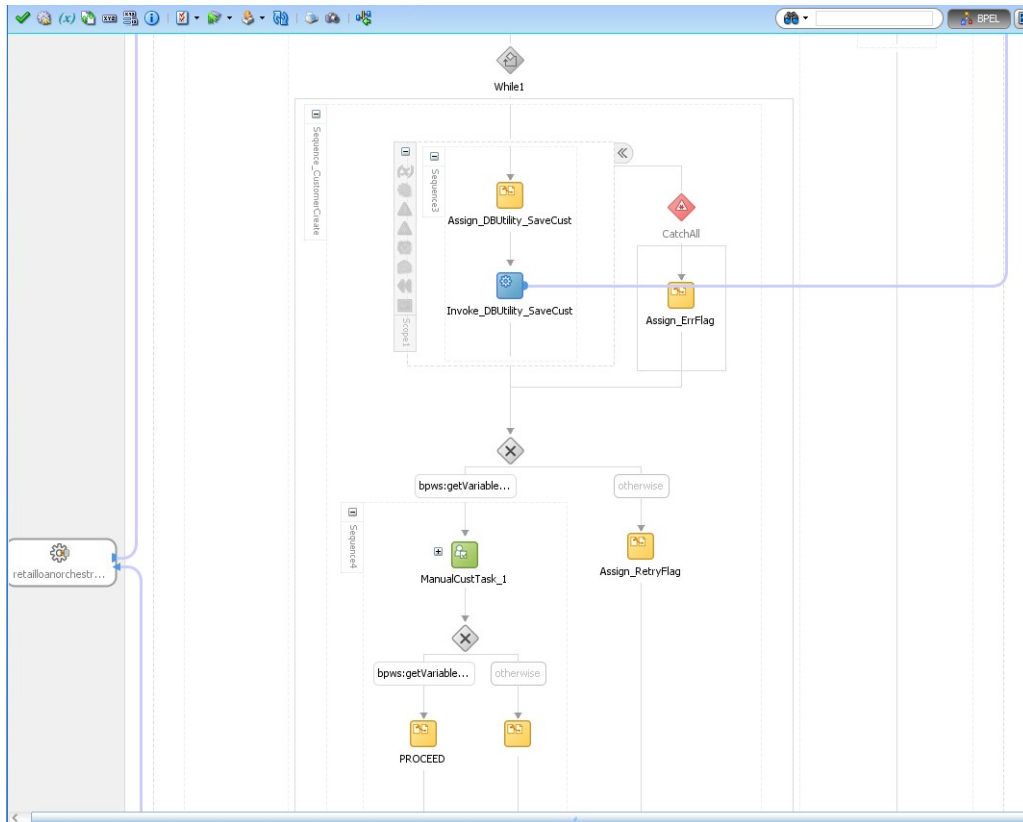 (x)
BPEL
While1
Sequence_CustomerCreate
Sequence3
(x)
Assign_DBUtility_SaveCust
CatchAll
Invoke_DBUtility_SaveCust
Assign_ErrFlag
Scope1
bpws:getVariable...
otherwise
Sequence4
retailloanorchestr...
ManualCustTask_1
Assign_RetryFlag
bpws:getVariable...
otherwise
PROCEED